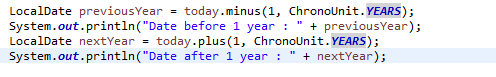 LocalDate previousYear = today.minus(1, ChronoUnit.YEARS);
System.out.println("Date before 1 year : " + previousYear);
LocalDate nextYear = today.plus(1, ChronoUnit.YEARS);
System.out.println("Date after 1 year : " + nextYear);